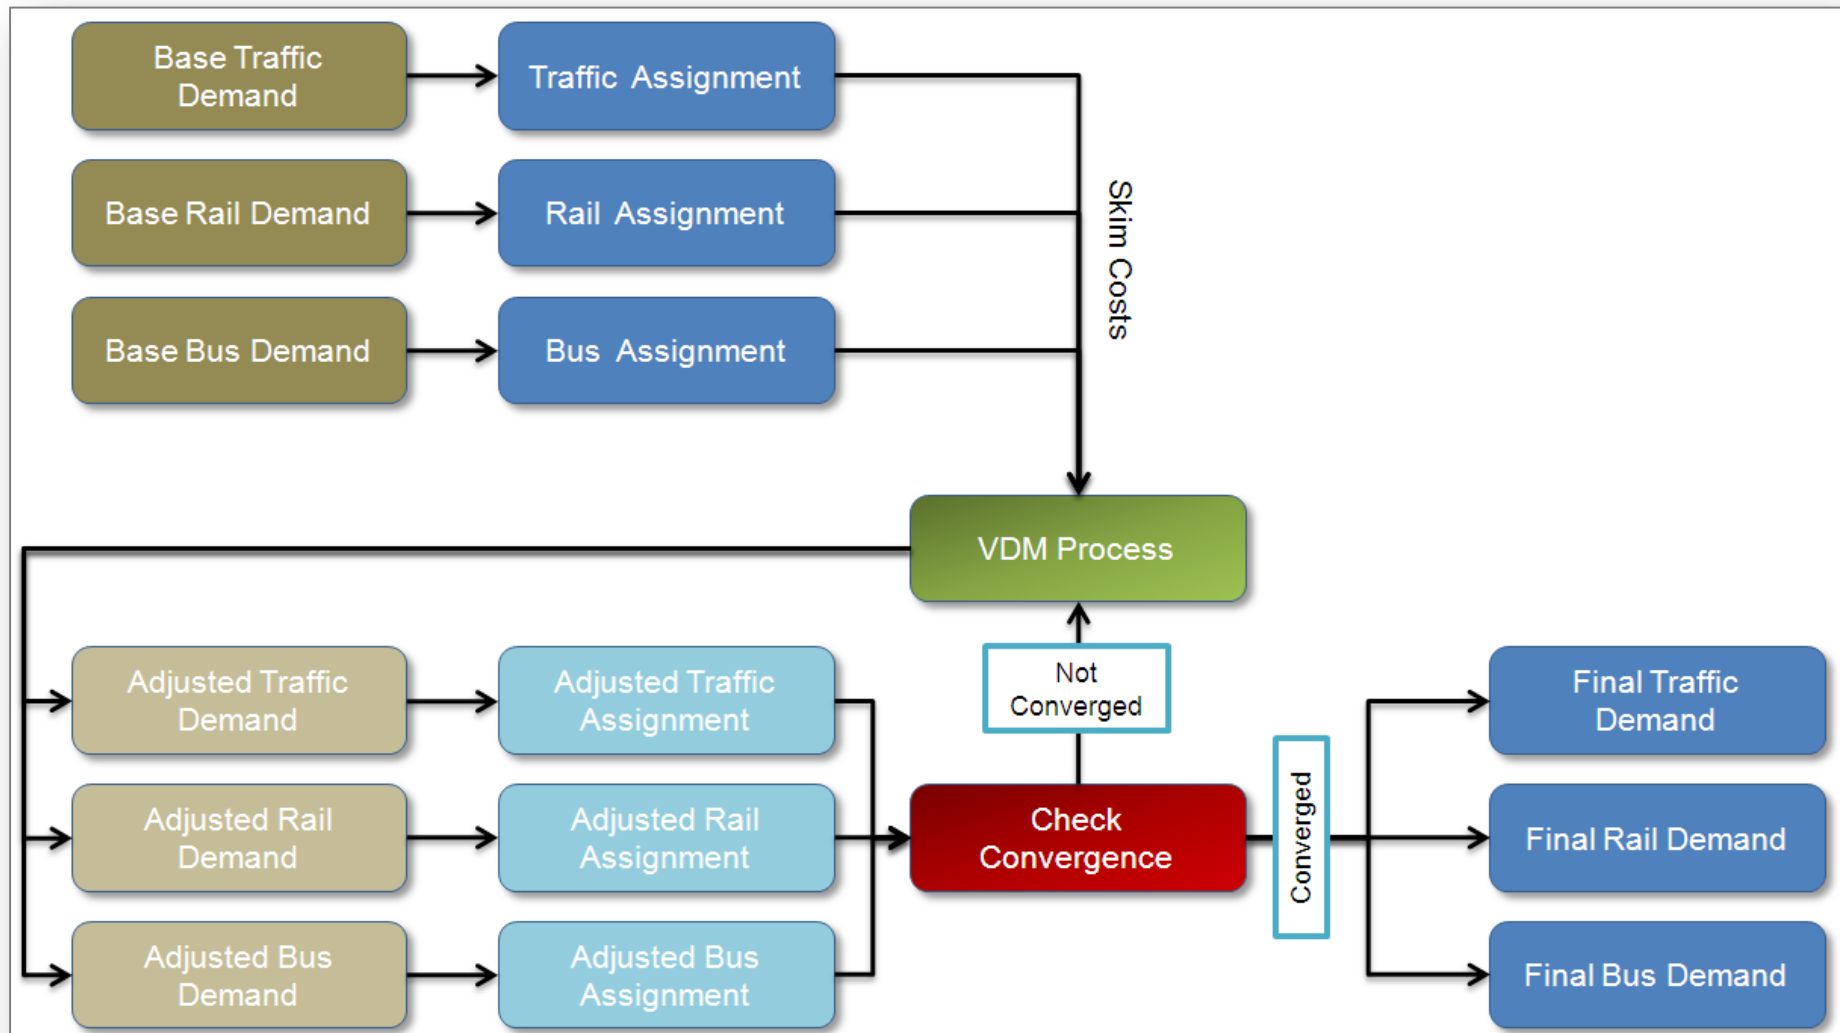 Base Traffic
Demand
Traffic Assignment
Base Rail Demand
Rail Assignment
Skim Costs
Base Bus Demand
Bus Assignment
VDM Process
Not
Converged
Adjusted Traffic
Demand
Adjusted Traffic
Assignment
Final Traffic
Demand
Adjusted Rail
Demand
Adjusted Rail
Assignment
Check
Convergence
Converged
Final Rail Demand
Adjusted Bus
Demand
Adjusted Bus
Assignment
Final Bus Demand